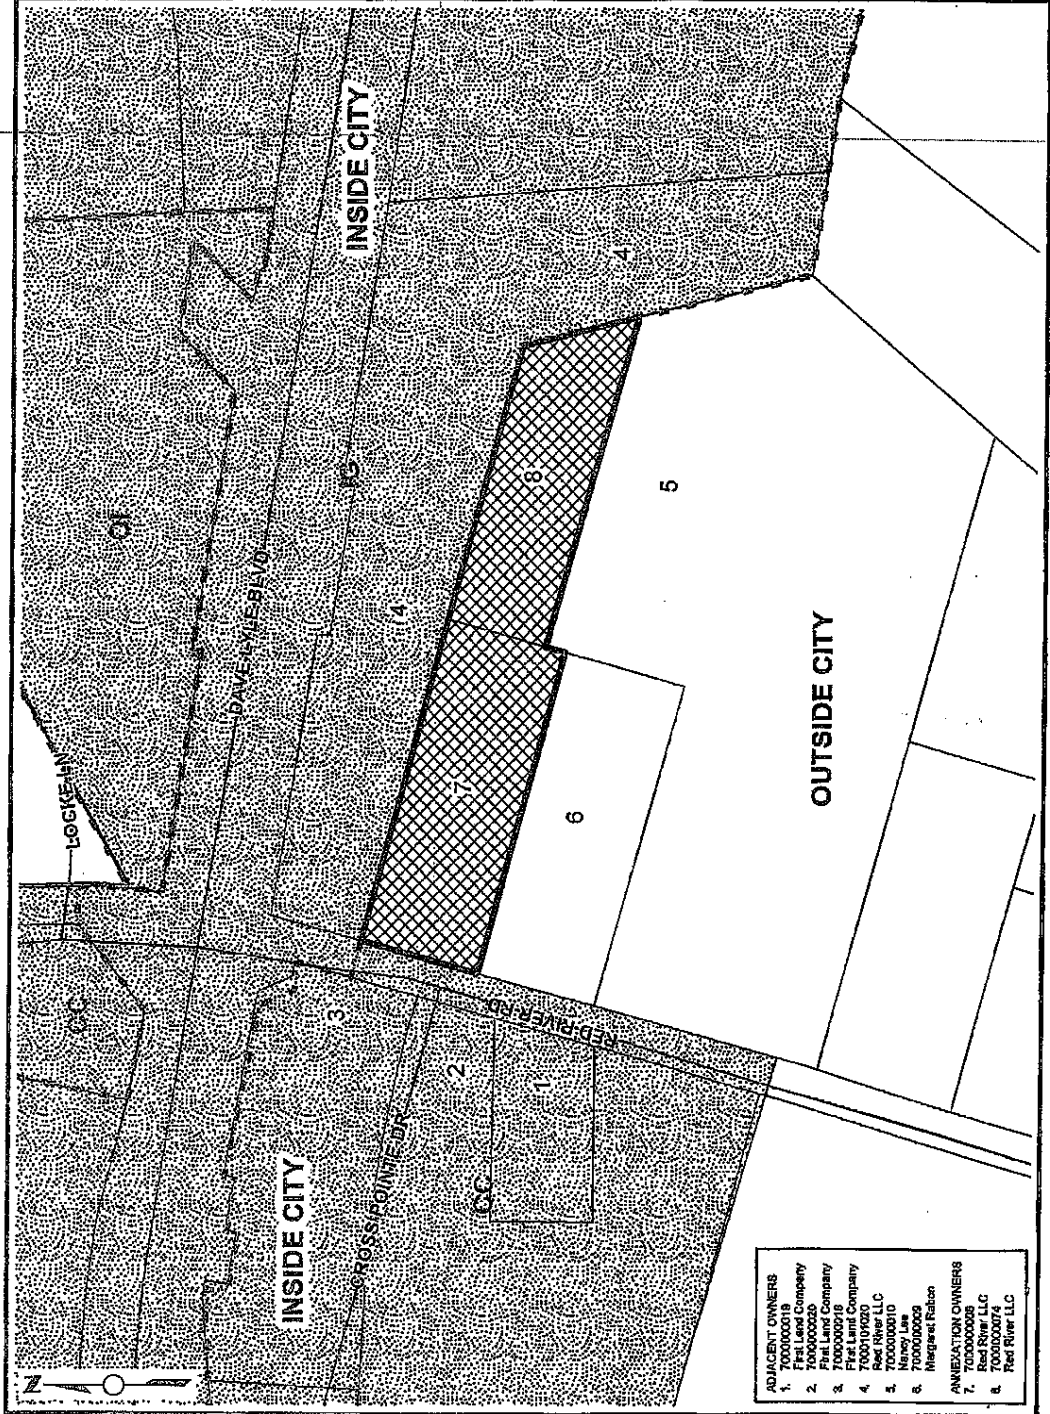 N
INSIDE CITY
INSIDE CITY
OUTSIDE CITY
OI
IG
CC
CC
LOCKE LN
DAVE LYLE BLVD
RED RIVER RD
CROSSPOINTE DR
1
2
3
4
4
5
6
7
8
ADJACENT OWNERS
1. 7000000019
First Land Company
2. 7000000020
First Land Company
3. 7000000018
First Land Company
4. 7000101020
Red River LLC
5. 7000000010
Nancy Lee
6. 7000000009
Margaret Rabon
ANNEXATION OWNERS
7. 7000000008
Red River LLC
8. 7000000074
Red River LLC